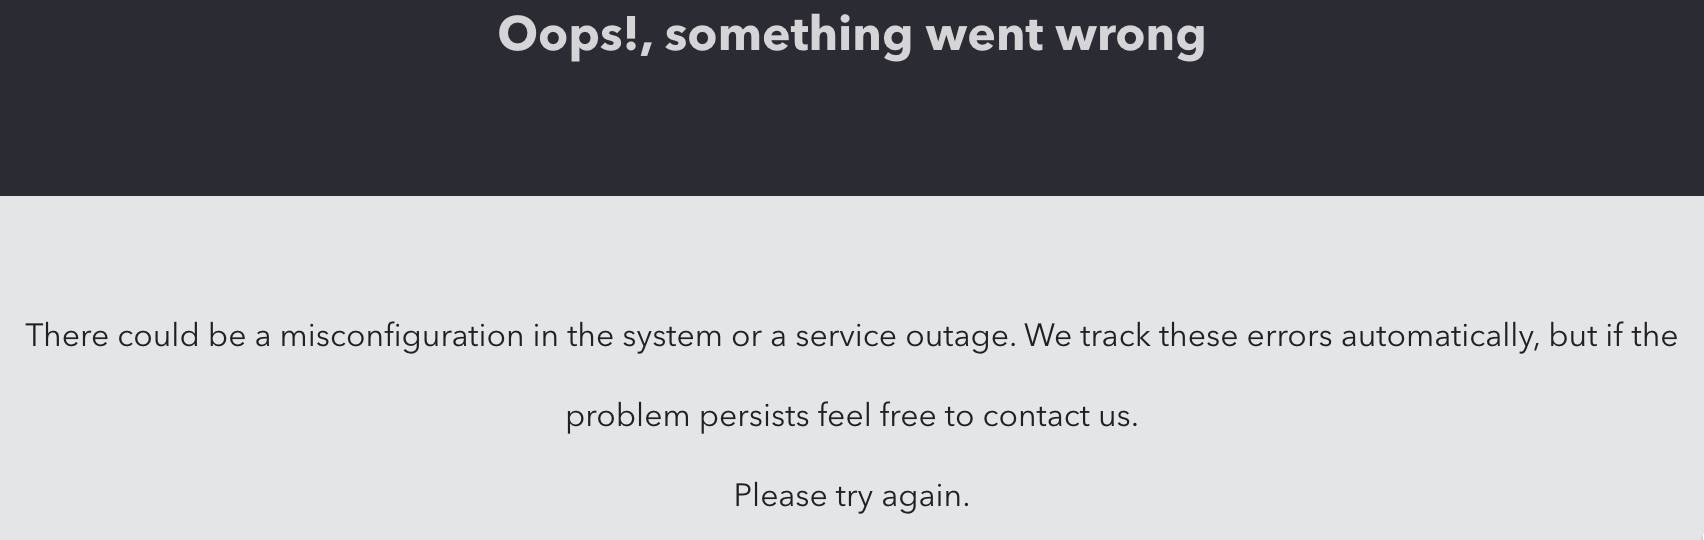 Oops!, something went wrong
There could be a misconfiguration in the system or a service outage. We track these errors automatically, but if the
problem persists feel free to contact us.
Please try again.